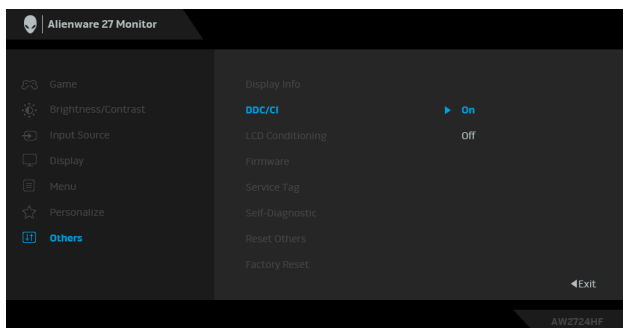 Alienware 27 Monitor
Game
Display Info
Brightness/Contrast
DDC/CI
On
Input Source
LCD Conditioning
Off
Display
Firmware
Menu
Service Tag
Personalize
Self-Diagnostic
Others
Reset Others
Factory Reset
Exit
AW2724HF